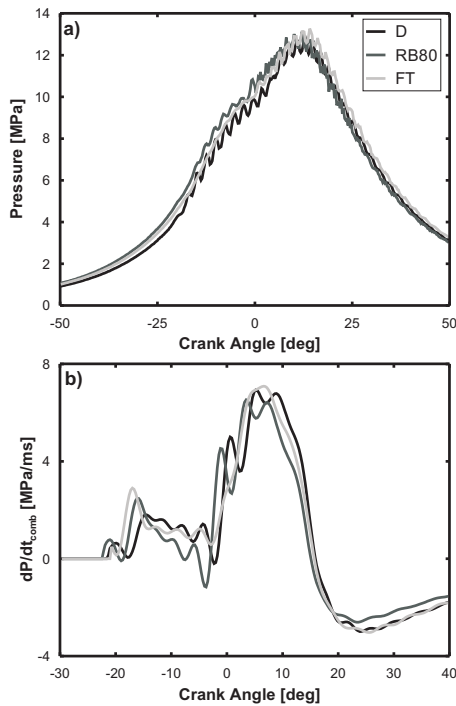 a)
D
RB80
FT
Pressure [MPa]
14
12
10
8
6
4
2
0
-50
-25
0
25
50
Crank Angle [deg]
b)
dP/dt_comb [MPa/ms]
8
4
0
-4
-30
-20
-10
0
10
20
30
40
Crank Angle [deg]